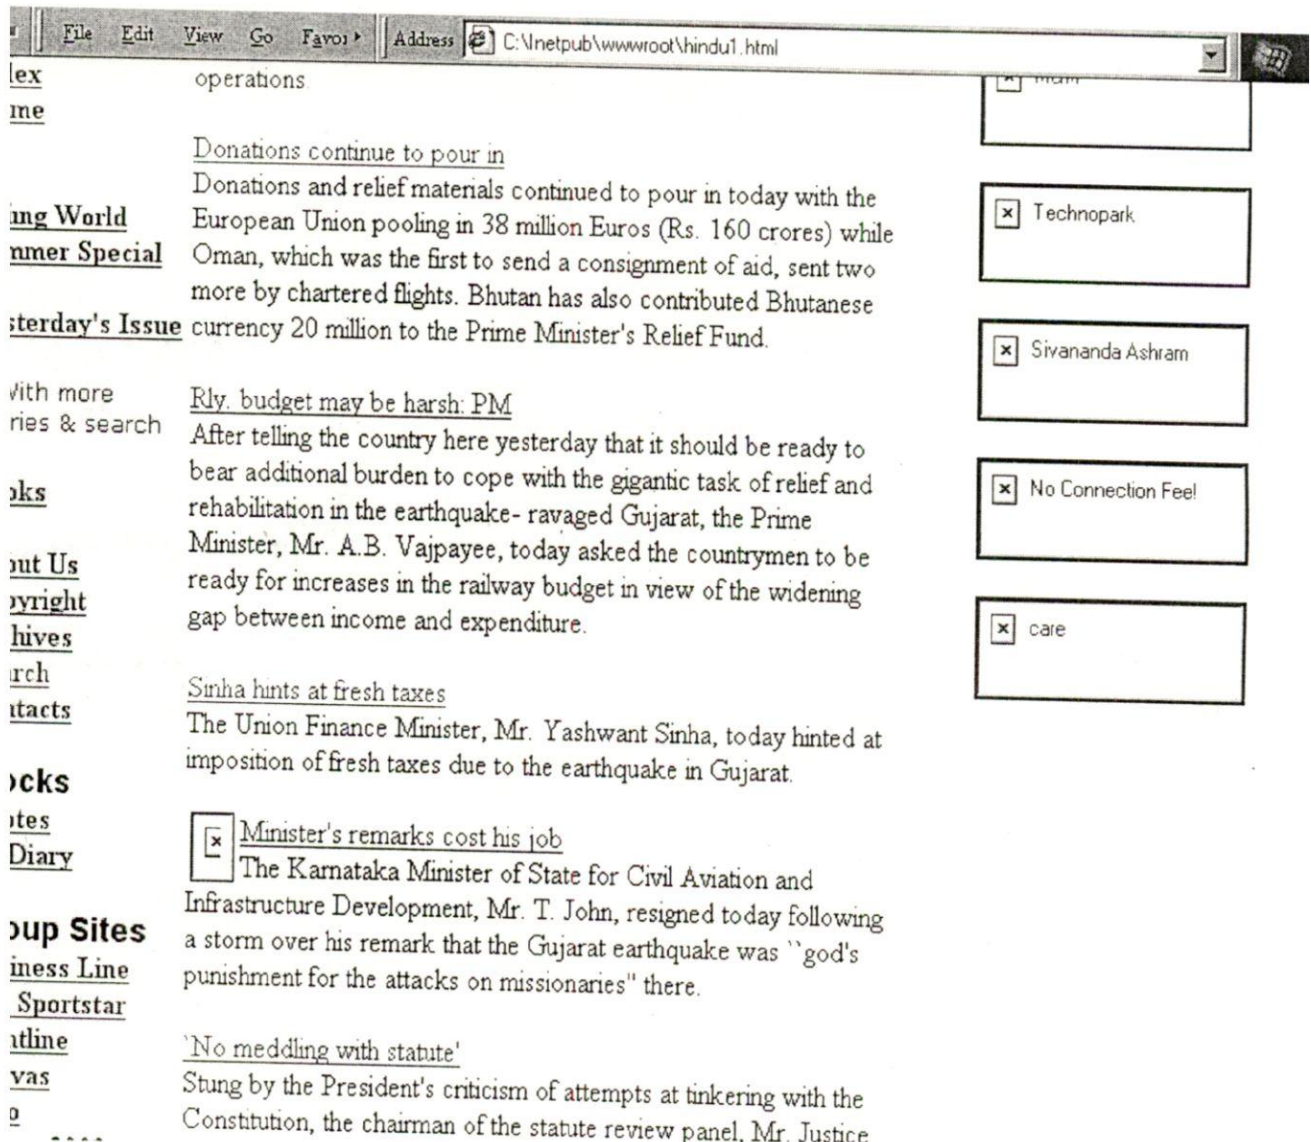 File Edit View Go Favor Address C:\Inetpub\wwwroot\hindu1.html
lex
me
ing World
mmer Special
sterday's Issue
With more
ries & search
oks
out Us
pyright
hives
rch
ntacts
ocks
otes
Diary
oup Sites
iness Line
Sportstar
ntline
vas
o
operations
Donations continue to pour in
Donations and relief materials continued to pour in today with the
European Union pooling in 38 million Euros (Rs. 160 crores) while
Oman, which was the first to send a consignment of aid, sent two
more by chartered flights. Bhutan has also contributed Bhutanese
currency 20 million to the Prime Minister's Relief Fund.
Rly. budget may be harsh: PM
After telling the country here yesterday that it should be ready to
bear additional burden to cope with the gigantic task of relief and
rehabilitation in the earthquake- ravaged Gujarat, the Prime
Minister, Mr. A.B. Vajpayee, today asked the countrymen to be
ready for increases in the railway budget in view of the widening
gap between income and expenditure.
Sinha hints at fresh taxes
The Union Finance Minister, Mr. Yashwant Sinha, today hinted at
imposition of fresh taxes due to the earthquake in Gujarat.
Minister's remarks cost his job
The Karnataka Minister of State for Civil Aviation and
Infrastructure Development, Mr. T. John, resigned today following
a storm over his remark that the Gujarat earthquake was ``god's
punishment for the attacks on missionaries" there.
`No meddling with statute'
Stung by the President's criticism of attempts at tinkering with the
Constitution, the chairman of the statute review panel, Mr. Justice
Technopark
Sivananda Ashram
No Connection Fee!
care